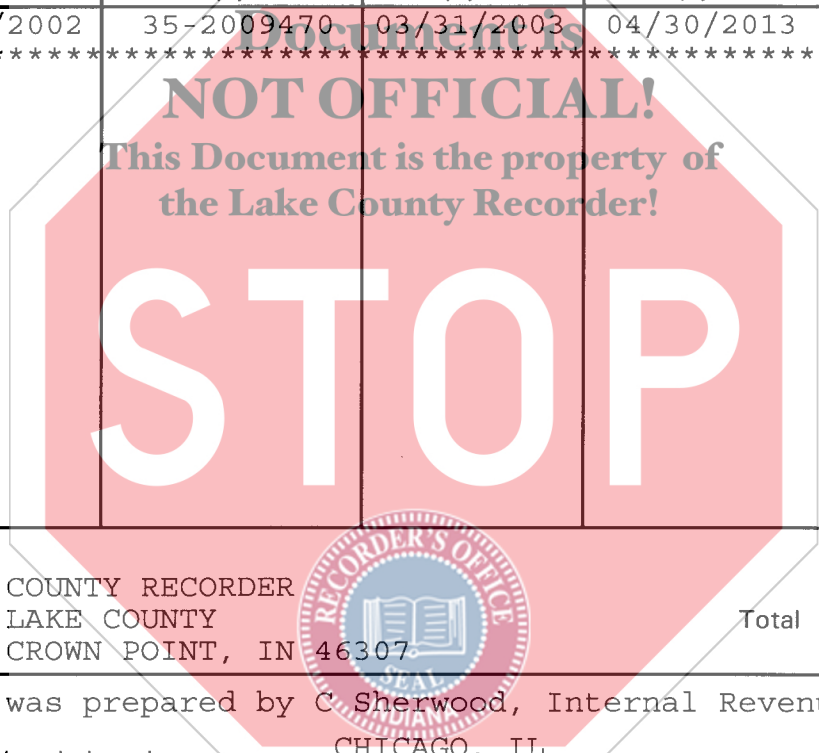 /2002 35-2009470 03/31/2003 04/30/2013
Document is
*****************************************
NOT OFFICIAL!
This Document is the property of
the Lake County Recorder!
STOP
RECORDER'S OFFICE
COUNTY RECORDER
LAKE COUNTY
Total
CROWN POINT, IN 46307
SEAL
INDIANA
was prepared by C Sherwood, Internal Revenu
CHICAGO, IL